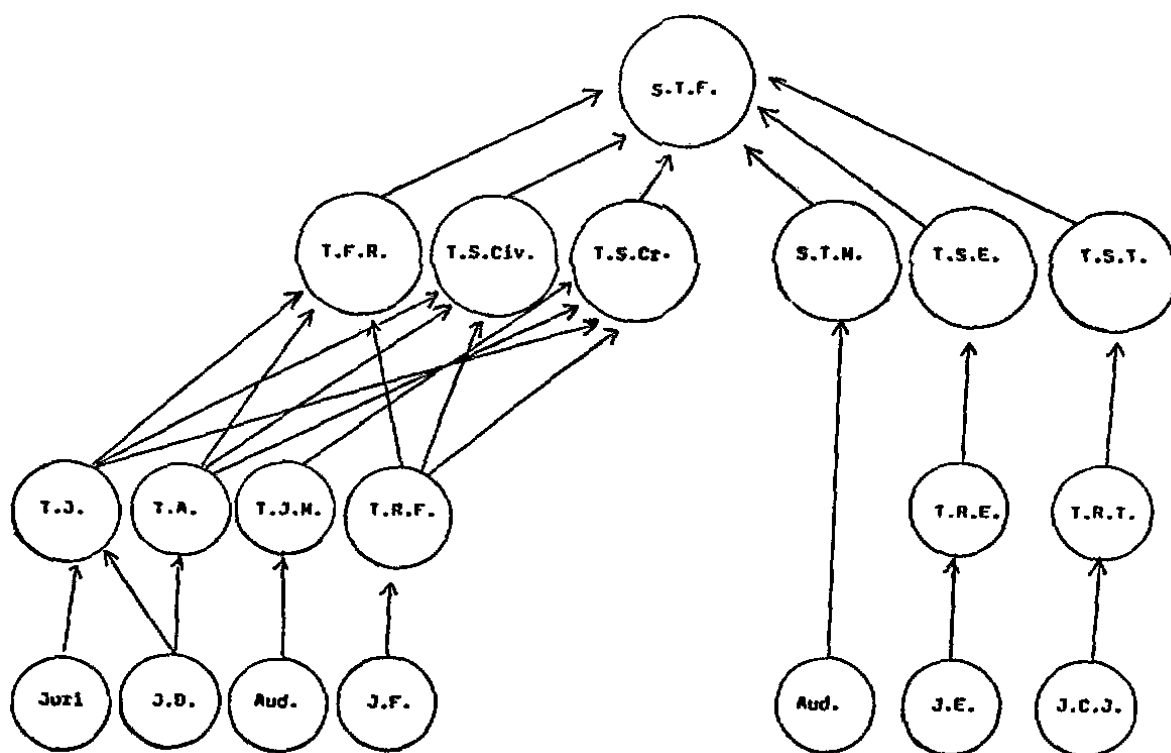 S.T.F.
T.F.R.
T.S.Civ.
T.S.Cr.
S.T.M.
T.S.E.
T.S.T.
T.J.
T.A.
T.J.M.
T.R.F.
T.R.E.
T.R.T.
Juri
J.D.
Aud.
J.F.
Aud.
J.E.
J.C.J.